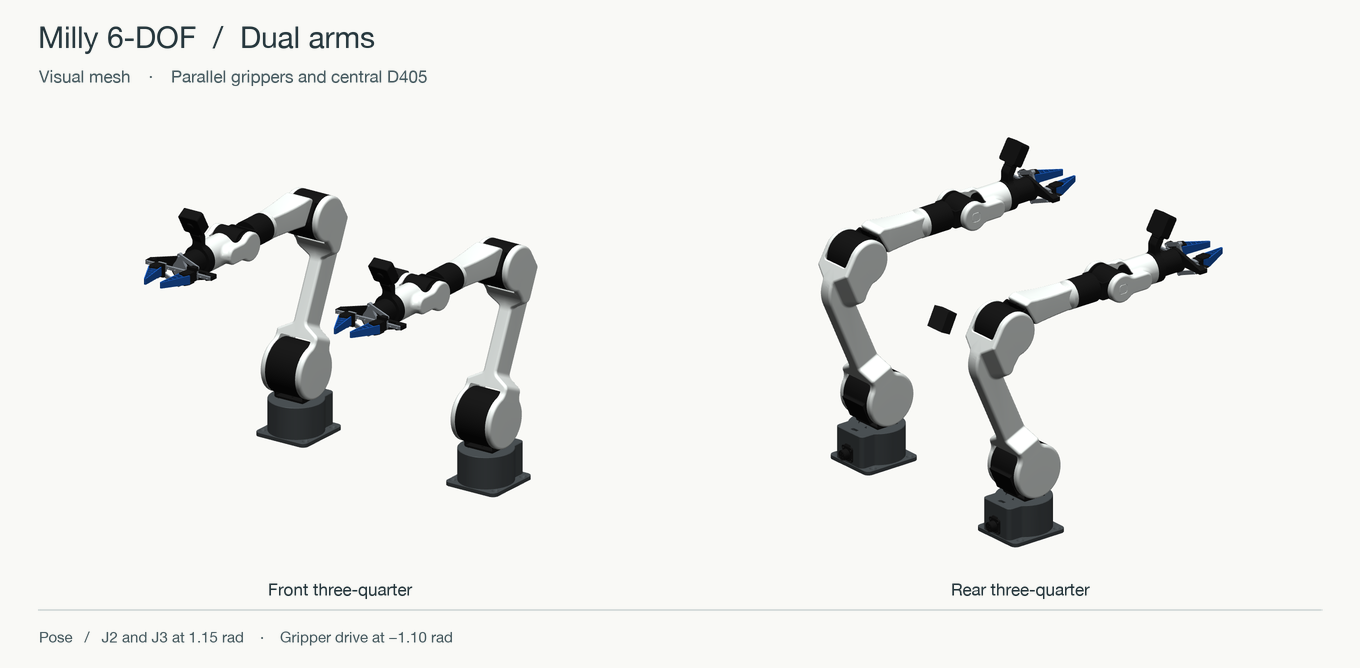 Milly 6-DOF / Dual arms
Visual mesh · Parallel grippers and central D405
Front three-quarter
Rear three-quarter
Pose / J2 and J3 at 1.15 rad · Gripper drive at −1.10 rad